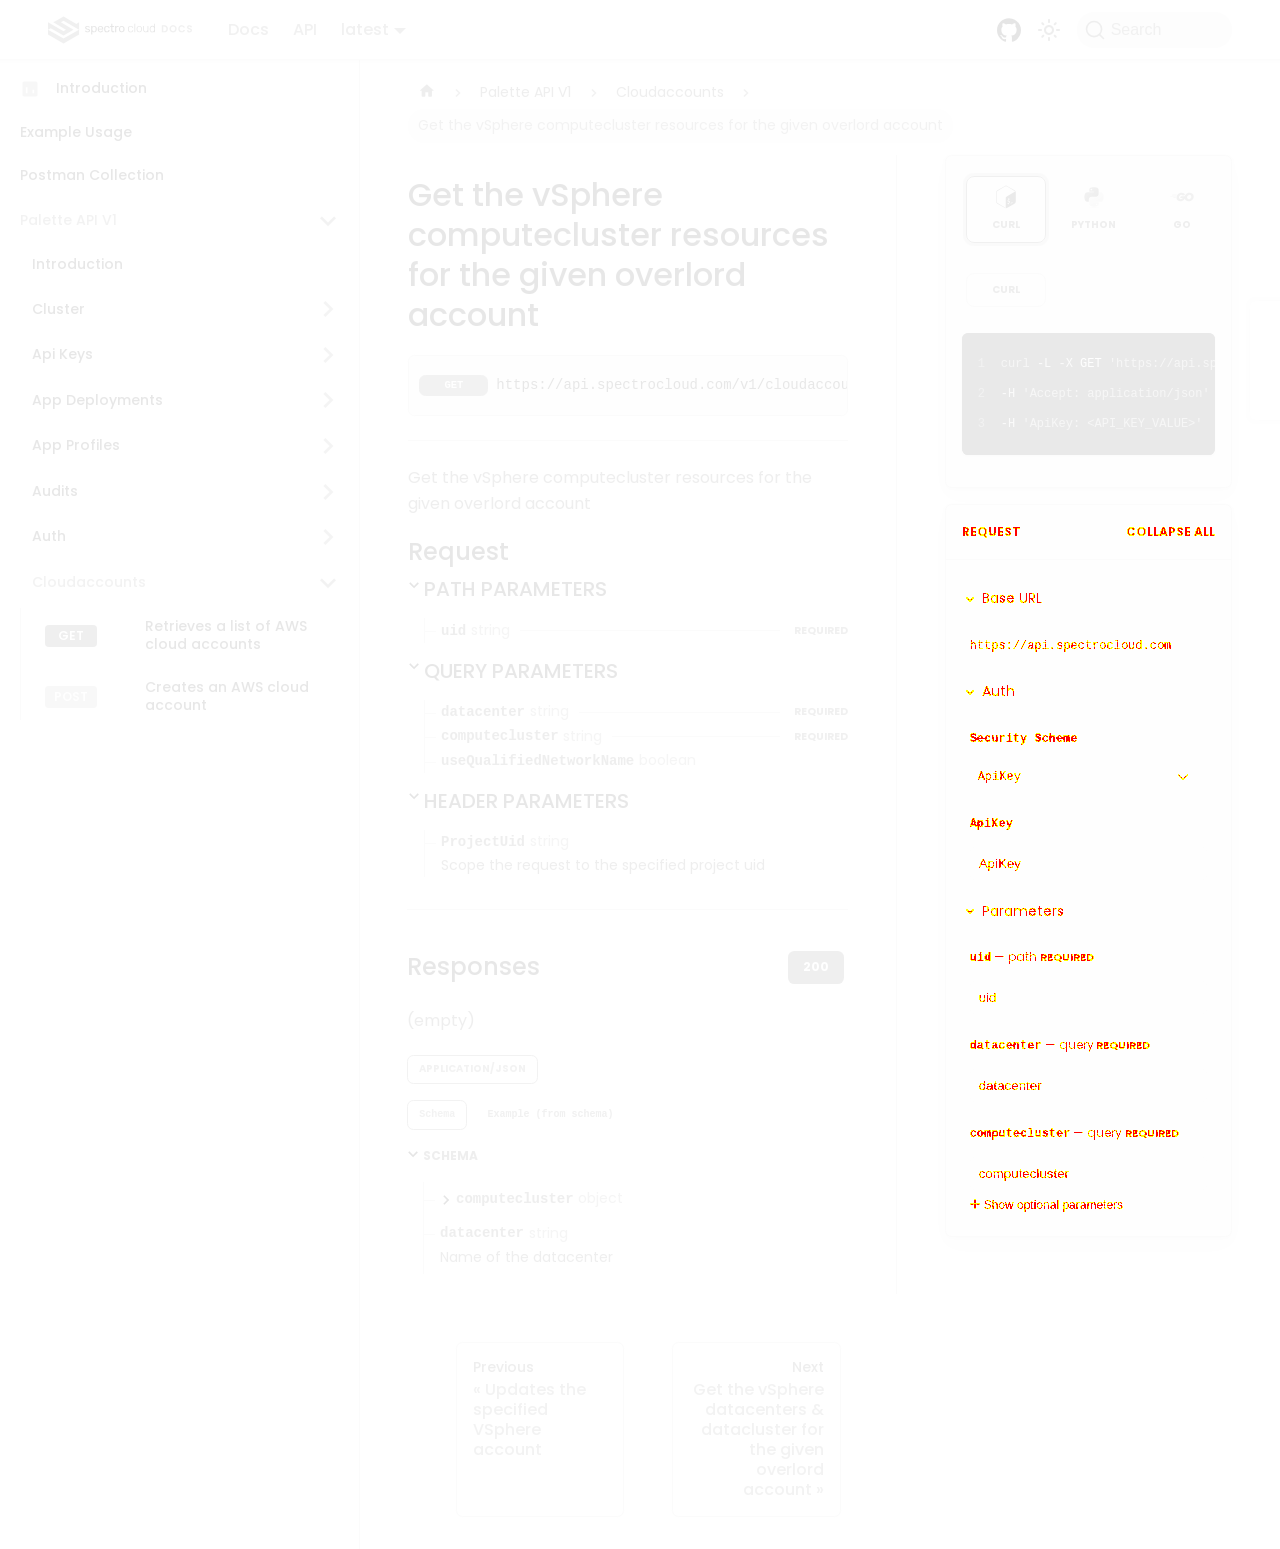 spectro cloud DOCS
Docs
API
latest
Search
Introduction
Example Usage
Postman Collection
Palette API V1
Introduction
Cluster
Api Keys
App Deployments
App Profiles
Audits
Auth
Cloudaccounts
GET
Retrieves a list of AWS
cloud accounts
POST
Creates an AWS cloud
account
Palette API V1
Cloudaccounts
Get the vSphere computecluster resources for the given overlord account
Get the vSphere
computecluster resources
for the given overlord
account
GET
https://api.spectrocloud.com/v1/cloudaccou
Get the vSphere computecluster resources for the
given overlord account
Request
PATH PARAMETERS
uid string
REQUIRED
QUERY PARAMETERS
datacenter string
REQUIRED
computecluster string
REQUIRED
useQualifiedNetworkName boolean
HEADER PARAMETERS
ProjectUid string
Scope the request to the specified project uid
Responses
200
(empty)
APPLICATION/JSON
Schema
Example (from schema)
SCHEMA
computecluster object
datacenter string
Name of the datacenter
Previous
« Updates the
specified
VSphere
account
Next
Get the vSphere
datacenters &
datacluster for
the given
overlord
account »
CURL
PYTHON
GO
CURL
1 curl -L -X GET 'https://api.sp
2 -H 'Accept: application/json'
3 -H 'ApiKey: <API_KEY_VALUE>'
REQUEST
COLLAPSE ALL
Base URL
https://api.spectrocloud.com
Auth
Security Scheme
ApiKey
ApiKey
ApiKey
Parameters
uid — path REQUIRED
uid
datacenter — query REQUIRED
datacenter
computecluster — query REQUIRED
computecluster
Show optional parameters